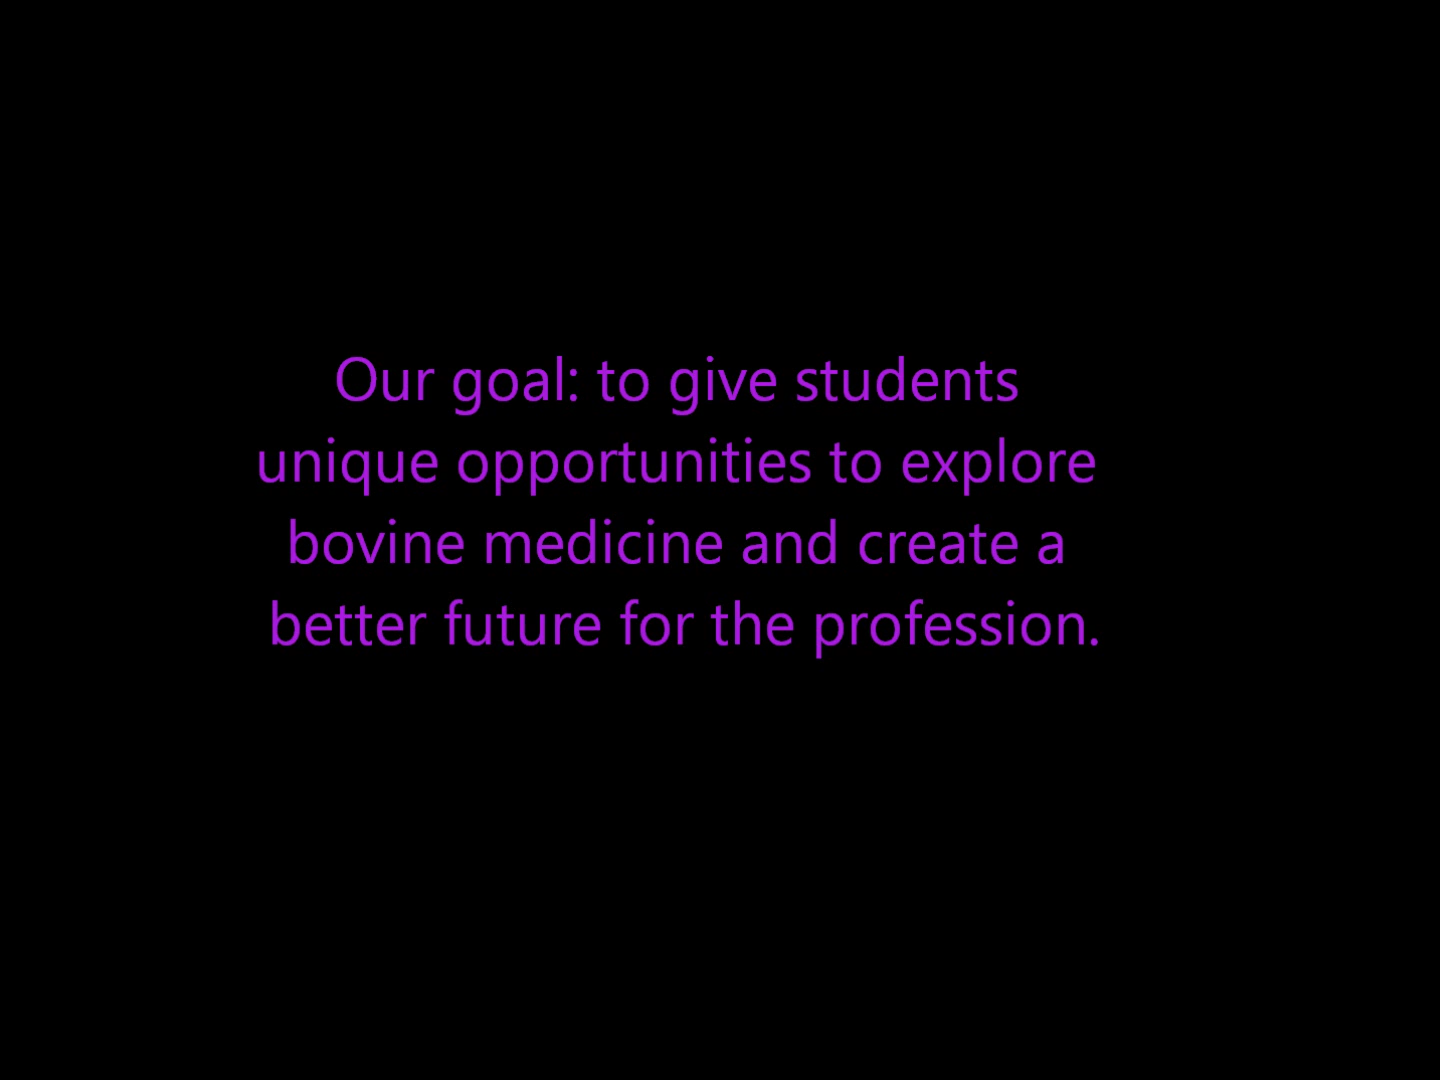 Our goal: to give students
unique opportunities to explore
bovine medicine and create a
better future for the profession.